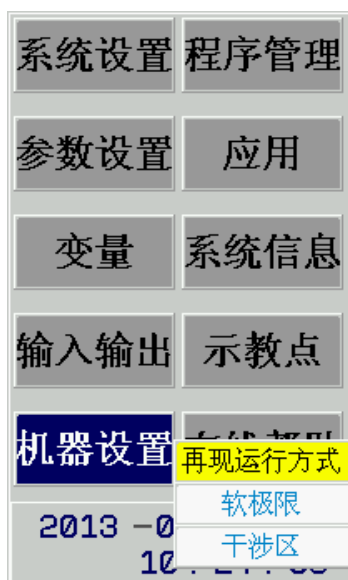 系统设置 程序管理
参数设置 应用
变量 系统信息
输入输出 示教点
机器设置
再现运行方式
软极限
干涉区
2013 -0
10